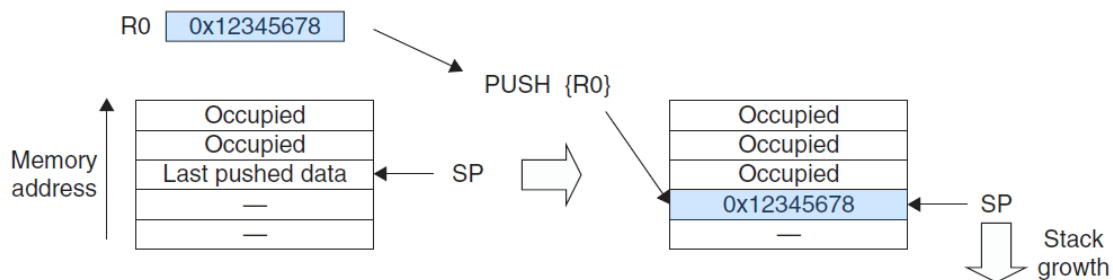 R0 0x12345678
PUSH {R0}
Memory
address
Occupied
Occupied
Last pushed data
—
—
SP
Occupied
Occupied
Occupied
0x12345678
—
SP
Stack
growth